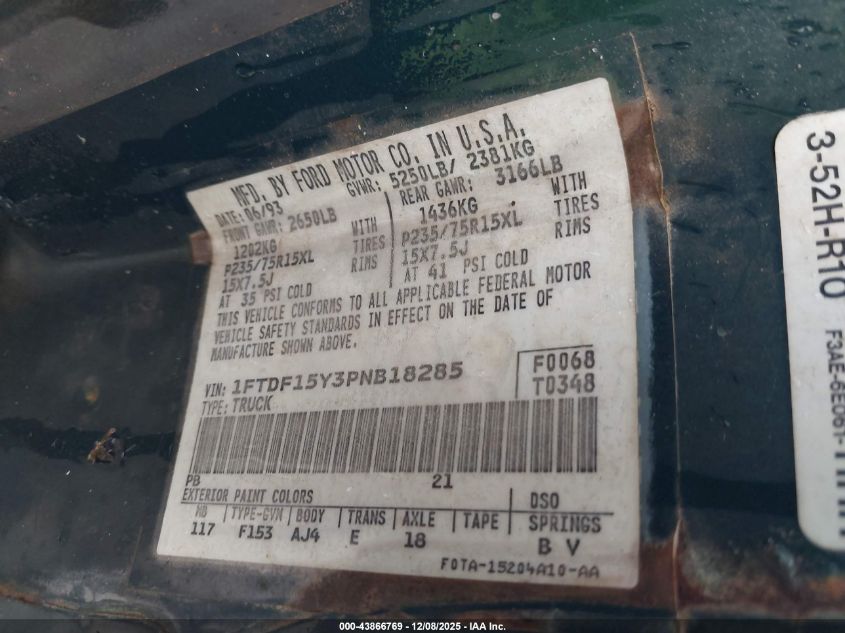 MFD. BY FORD MOTOR CO. IN U.S.A.
DATE: 06/93 GVWR: 5250LB/ 2381KG
FRONT GAWR: 2650LB REAR GAWR: 3166LB
1202KG WITH 1436KG WITH
P235/75R15XL TIRES P235/75R15XL TIRES
15X7.5J RIMS 15X7.5J RIMS
AT 35 PSI COLD AT 41 PSI COLD
THIS VEHICLE CONFORMS TO ALL APPLICABLE FEDERAL MOTOR
VEHICLE SAFETY STANDARDS IN EFFECT ON THE DATE OF
MANUFACTURE SHOWN ABOVE.
VIN: 1FTDF15Y3PNB18285 F0068
TYPE: TRUCK T0348
PB 21
EXTERIOR PAINT COLORS DSO
WB TYPE-GVW BODY TRANS AXLE TAPE SPRINGS
117 F153 AJ4 E 18 B V
F0TA-15204A10-AA
3-52H-R10
F3AE-6E061-
000-43866769 - 12/08/2025 - IAA Inc.